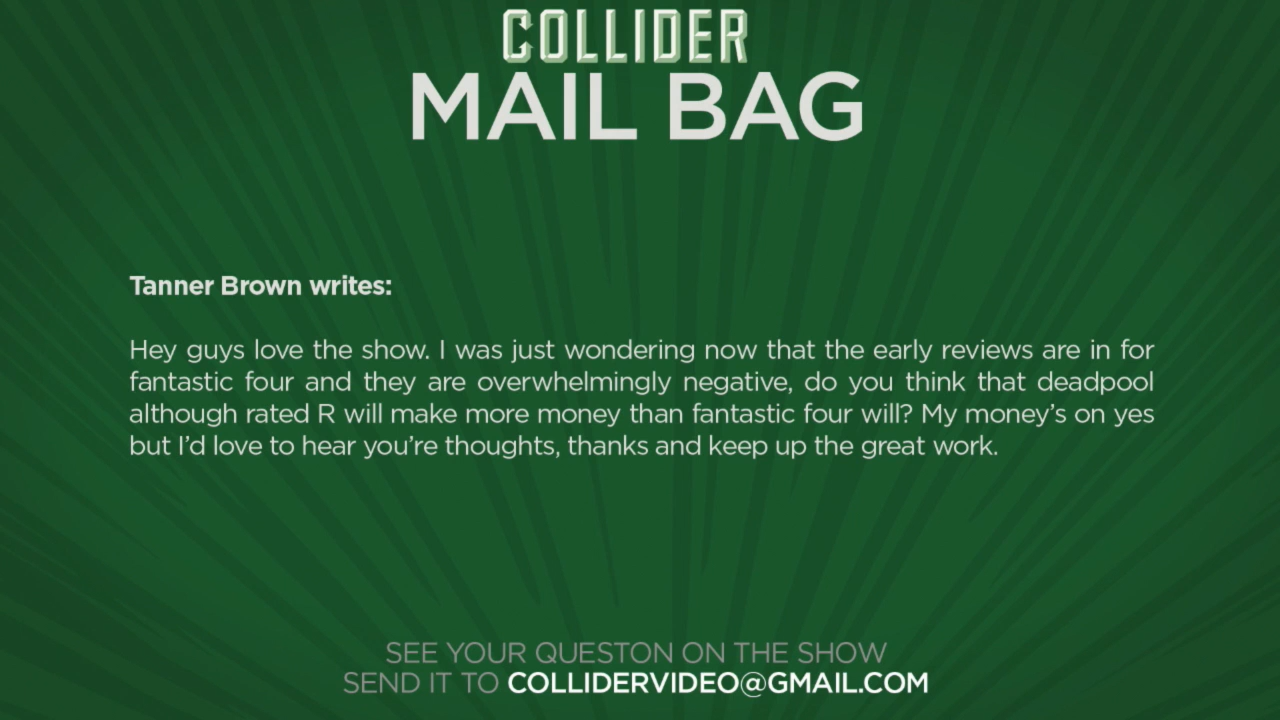 COLLIDER
MAIL BAG
Tanner Brown writes:
Hey guys love the show. I was just wondering now that the early reviews are in for
fantastic four and they are overwhelmingly negative, do you think that deadpool
although rated R will make more money than fantastic four will? My money’s on yes
but I’d love to hear you’re thoughts, thanks and keep up the great work.
SEE YOUR QUESTON ON THE SHOW
SEND IT TO COLLIDERVIDEO@GMAIL.COM